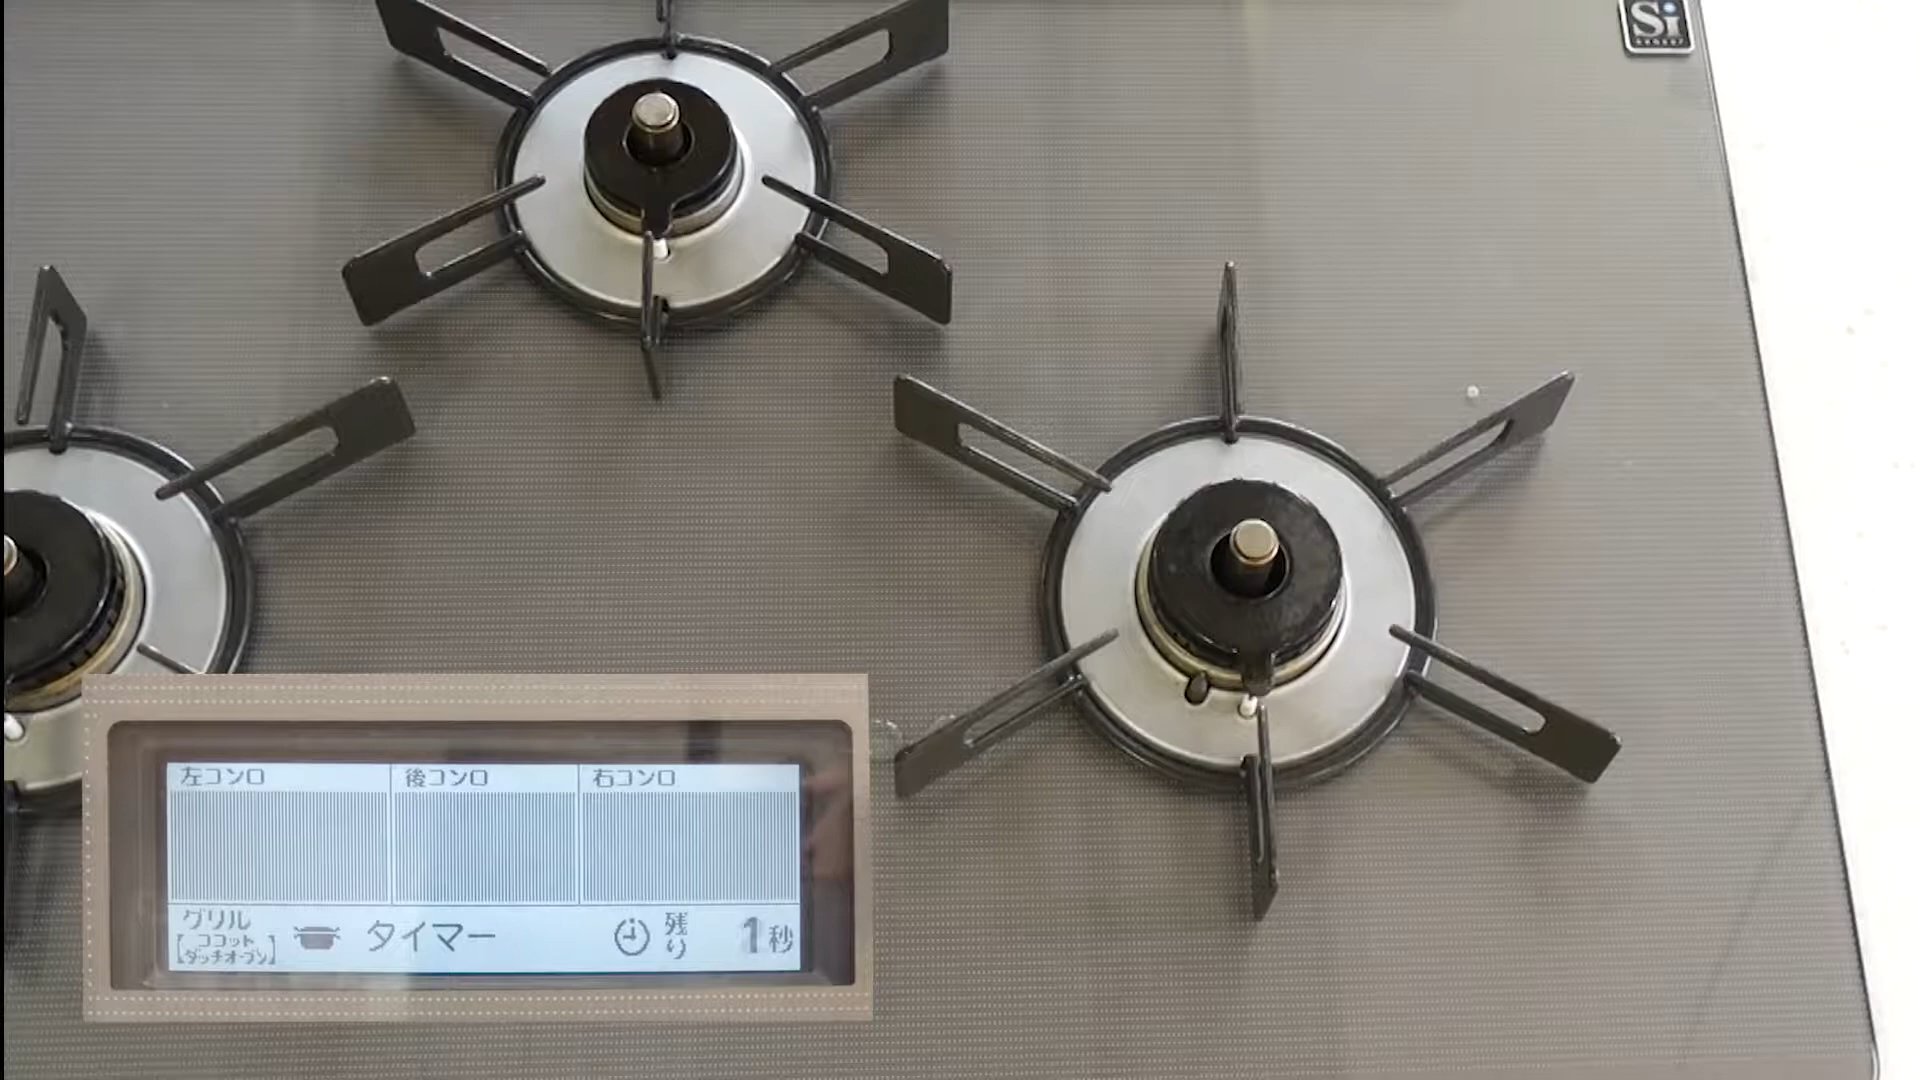 Si
SENSOR
左コンロ 後コンロ 右コンロ
グリル
[ココット
ダッチオーブン]
タイマー 残り 1秒